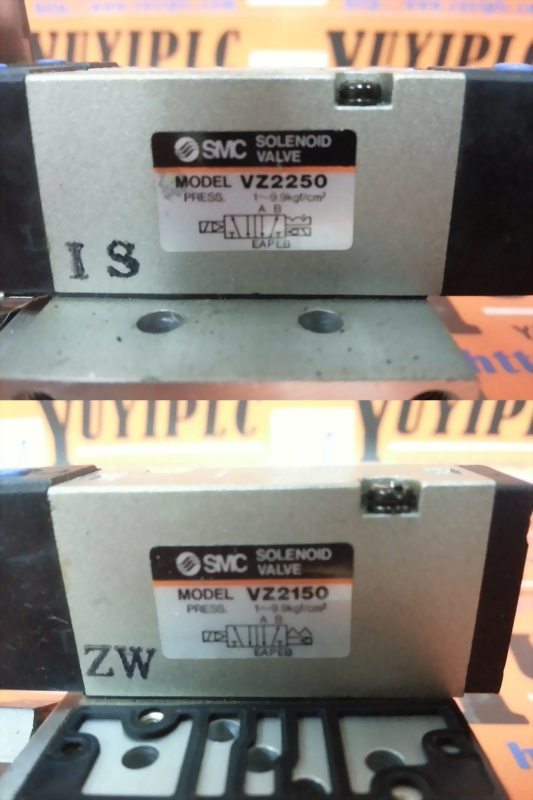 YUYIPLC
SMC SOLENOID VALVE
MODEL VZ2250
PRESS. 1~9.9kgf/cm²
A B
EAPEB
IS
YUYIPLC
SMC SOLENOID VALVE
MODEL VZ2150
PRESS. 1~9.9kgf/cm²
A B
EAPEB
ZW